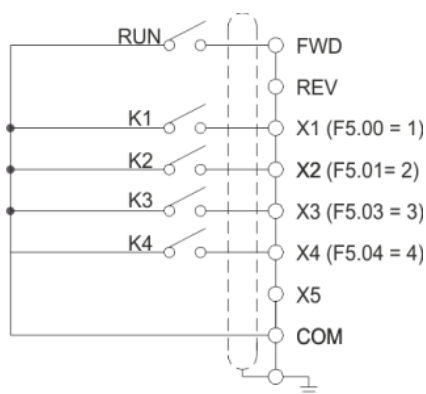 RUN FWD
REV
K1 X1 (F5.00 = 1)
K2 X2 (F5.01= 2)
K3 X3 (F5.03 = 3)
K4 X4 (F5.04 = 4)
X5
COM